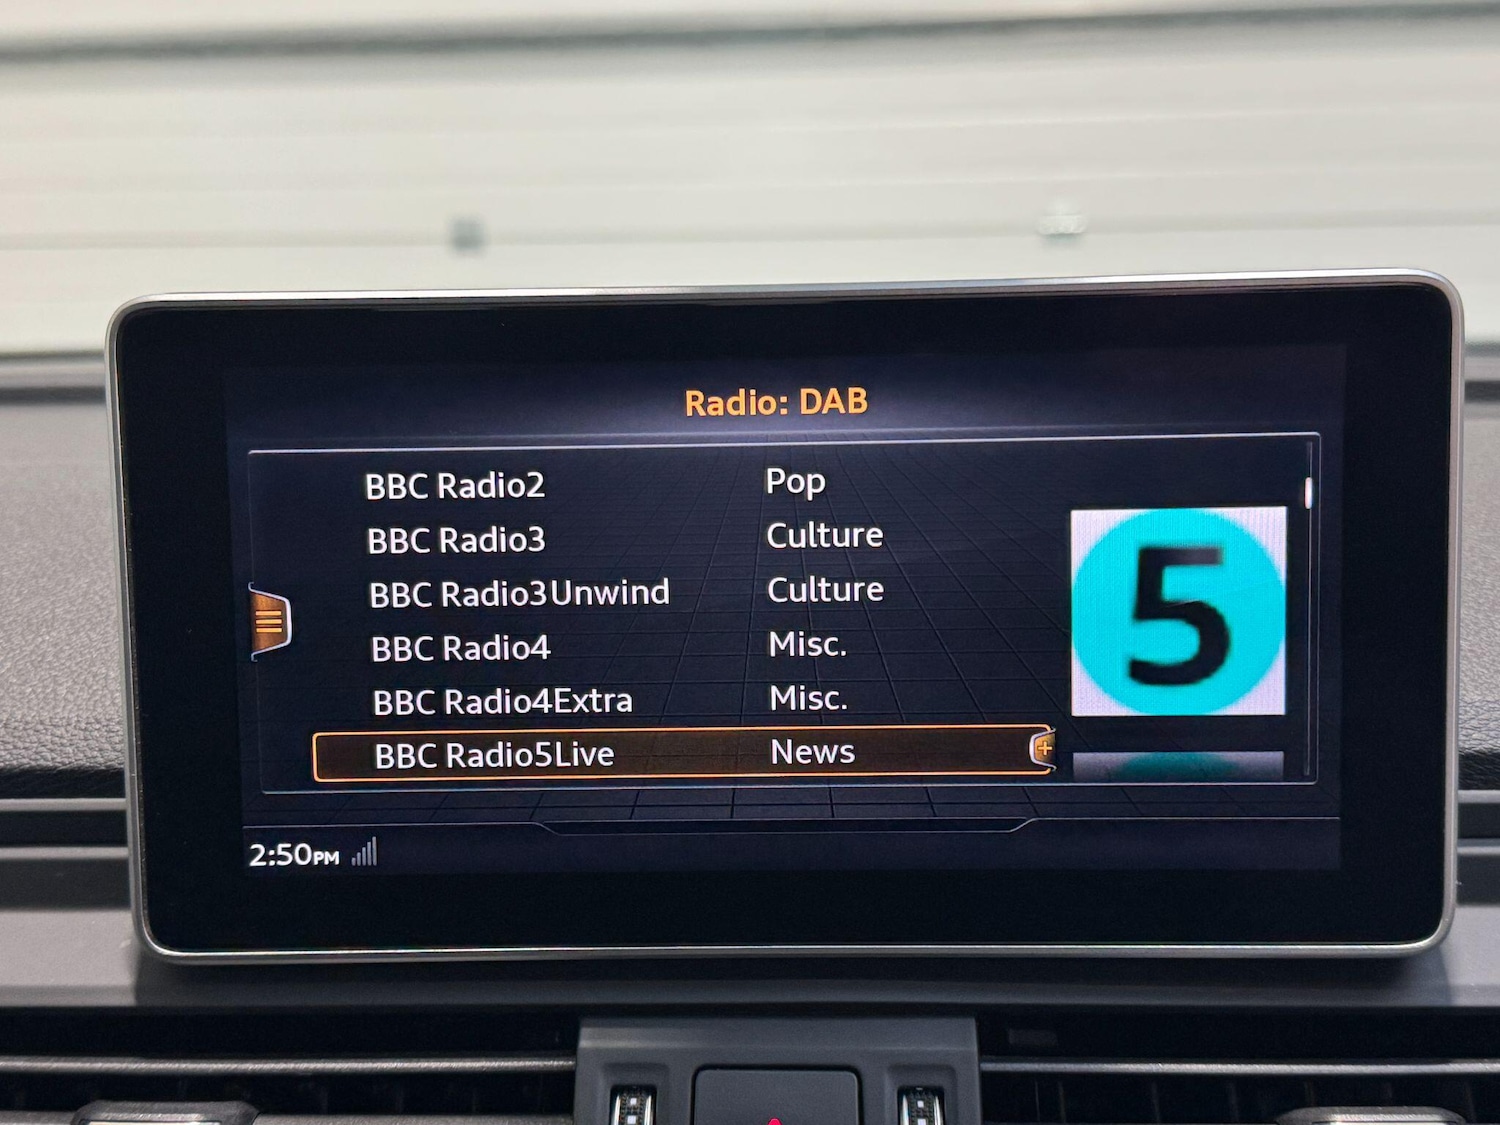 Radio: DAB
BBC Radio2 Pop
BBC Radio3 Culture
BBC Radio3Unwind Culture
BBC Radio4 Misc.
BBC Radio4Extra Misc.
BBC Radio5Live News
5
2:50PM